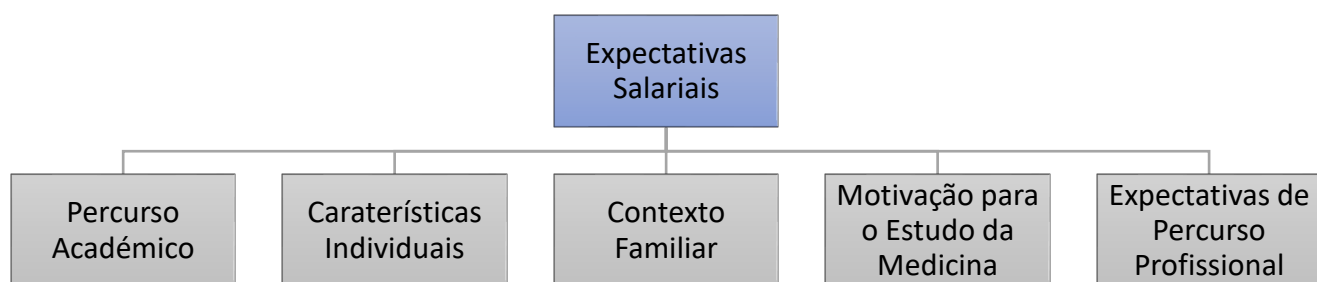 Expectativas
Salariais
Percurso
Académico
Caraterísticas
Individuais
Contexto
Familiar
Motivação para
o Estudo da
Medicina
Expectativas de
Percurso
Profissional